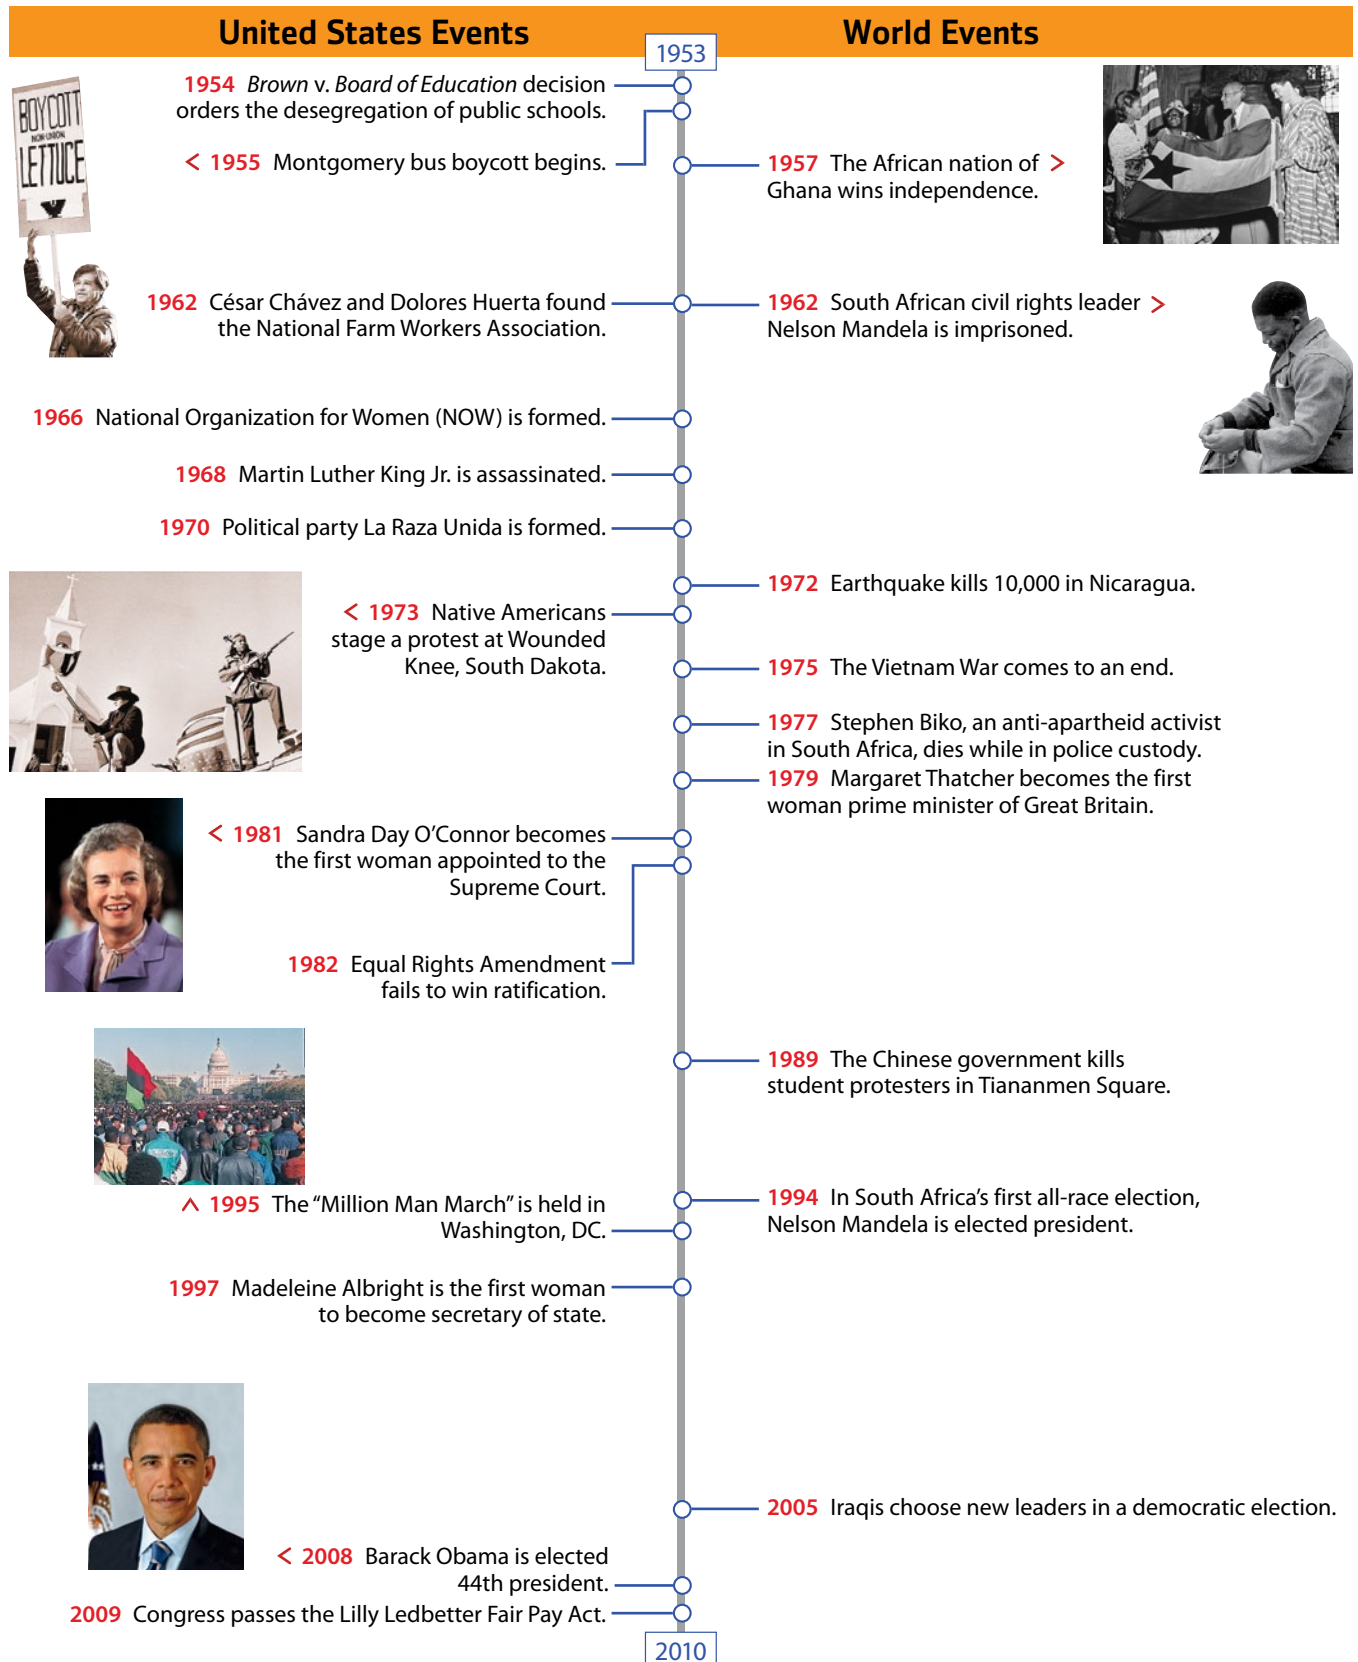 United States Events
World Events
1953
1954 Brown v. Board of Education decision
orders the desegregation of public schools.
BOYCOTT
NON-UNION
LETTUCE
< 1955 Montgomery bus boycott begins.
1957 The African nation of >
Ghana wins independence.
1962 César Chávez and Dolores Huerta found
the National Farm Workers Association.
1962 South African civil rights leader >
Nelson Mandela is imprisoned.
1966 National Organization for Women (NOW) is formed.
1968 Martin Luther King Jr. is assassinated.
1970 Political party La Raza Unida is formed.
1972 Earthquake kills 10,000 in Nicaragua.
< 1973 Native Americans
stage a protest at Wounded
Knee, South Dakota.
1975 The Vietnam War comes to an end.
1977 Stephen Biko, an anti-apartheid activist
in South Africa, dies while in police custody.
1979 Margaret Thatcher becomes the first
woman prime minister of Great Britain.
< 1981 Sandra Day O’Connor becomes
the first woman appointed to the
Supreme Court.
1982 Equal Rights Amendment
fails to win ratification.
1989 The Chinese government kills
student protesters in Tiananmen Square.
1994 In South Africa’s first all-race election,
Nelson Mandela is elected president.
^ 1995 The “Million Man March” is held in
Washington, DC.
1997 Madeleine Albright is the first woman
to become secretary of state.
2005 Iraqis choose new leaders in a democratic election.
< 2008 Barack Obama is elected
44th president.
2009 Congress passes the Lilly Ledbetter Fair Pay Act.
2010